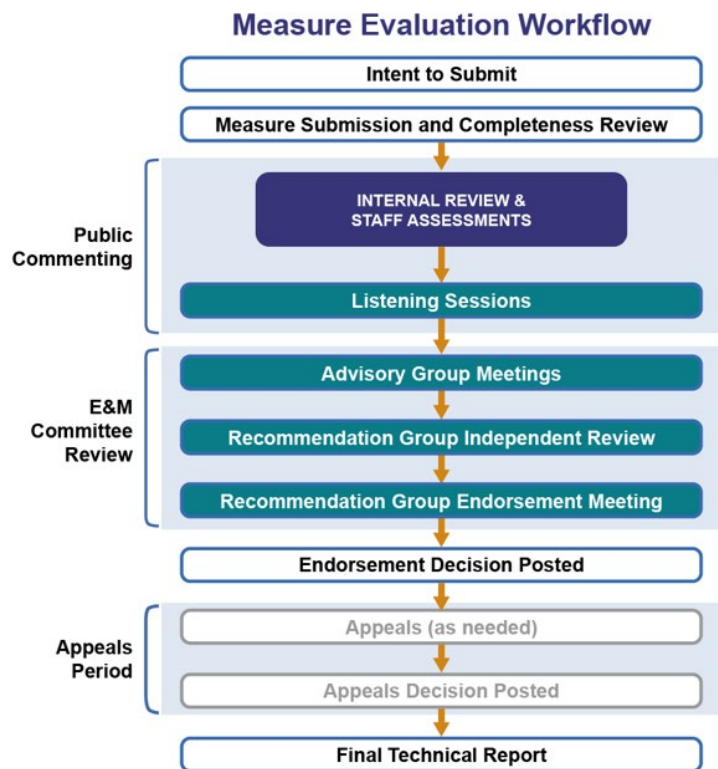 Measure Evaluation Workflow
Intent to Submit
Measure Submission and Completeness Review
Public
Commenting
INTERNAL REVIEW &
STAFF ASSESSMENTS
Listening Sessions
E&M
Committee
Review
Advisory Group Meetings
Recommendation Group Independent Review
Recommendation Group Endorsement Meeting
Endorsement Decision Posted
Appeals
Period
Appeals (as needed)
Appeals Decision Posted
Final Technical Report